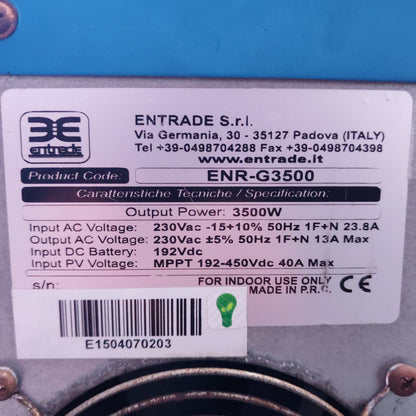 entrade
ENTRADE S.r.l.
Via Germania, 30 - 35127 Padova (ITALY)
Tel +39-0498704288 Fax +39-0498704398
www.entrade.it
Product Code: ENR-G3500
Caratteristiche Tecniche / Specification:
Output Power: 3500W
Input AC Voltage: 230Vac -15+10% 50Hz 1F+N 23.8A
Output AC Voltage: 230Vac ±5% 50Hz 1F+N 13A Max
Input DC Battery: 192Vdc
Input PV Voltage: MPPT 192-450Vdc 40A Max
s/n:
FOR INDOOR USE ONLY
MADE IN P.R.C.
CE
E1504070203